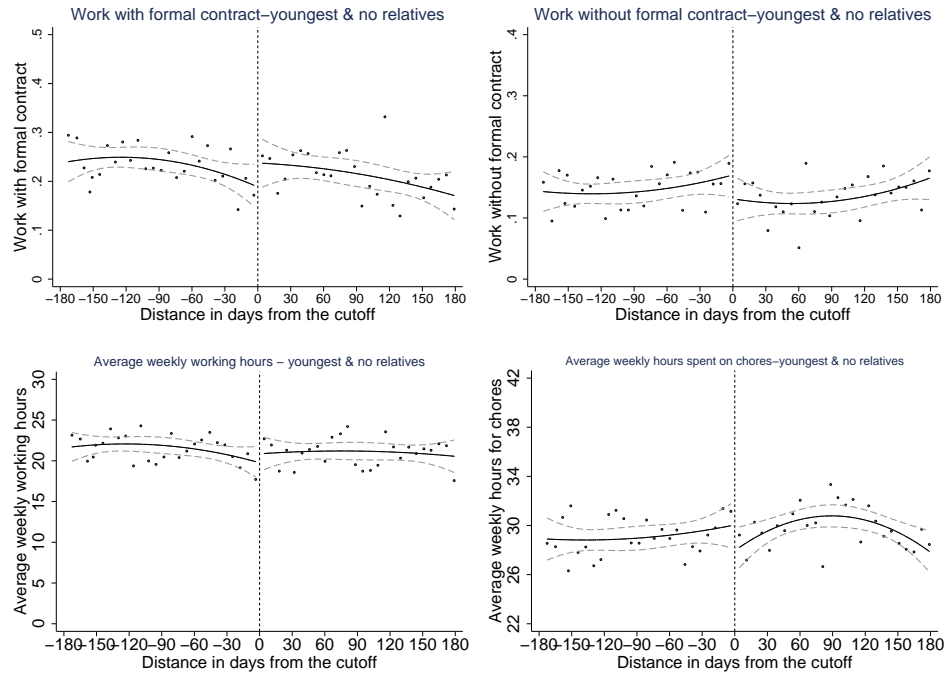 Work with formal contract−youngest & no relatives
Work with formal contract
.5
.4
.3
.2
.1
0
−180 −150 −120 −90 −60 −30 0 30 60 90 120 150 180
Distance in days from the cutoff
Work without formal contract−youngest & no relatives
Work without formal contract
.4
.3
.2
.1
0
−180 −150 −120 −90 −60 −30 0 30 60 90 120 150 180
Distance in days from the cutoff
Average weekly working hours − youngest & no relatives
Average weekly working hours
30
25
20
15
10
5
0
−180 −150 −120 −90 −60 −30 0 30 60 90 120 150 180
Distance in days from the cutoff
Average weekly hours spent on chores−youngest & no relatives
Average weekly hours for chores
42
38
34
30
26
22
−180 −150 −120 −90 −60 −30 0 30 60 90 120 150 180
Distance in days from the cutoff